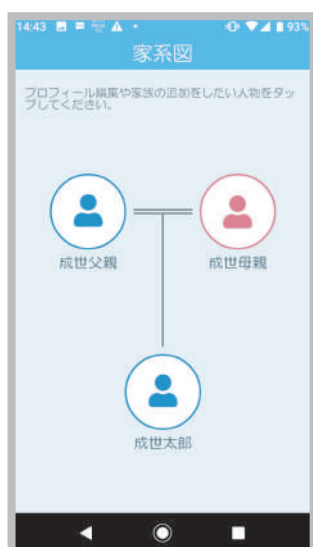 14:43 93%
家系図
プロフィール編集や家族の追加をしたい人物をタッ
プしてください。
成世父親 成世母親
成世太郎